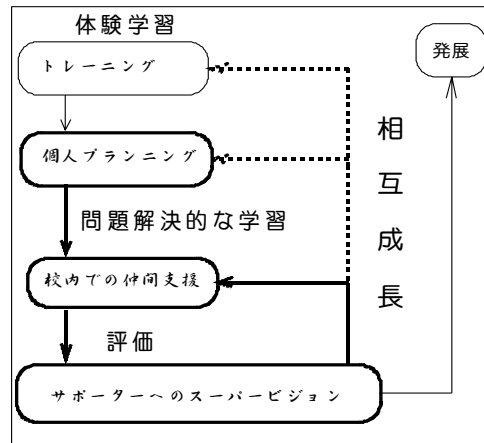 体験学習
トレーニング
発展
個人プランニング
相互成長
問題解決的な学習
校内での仲間支援
評価
サポーターへのスーパービジョン